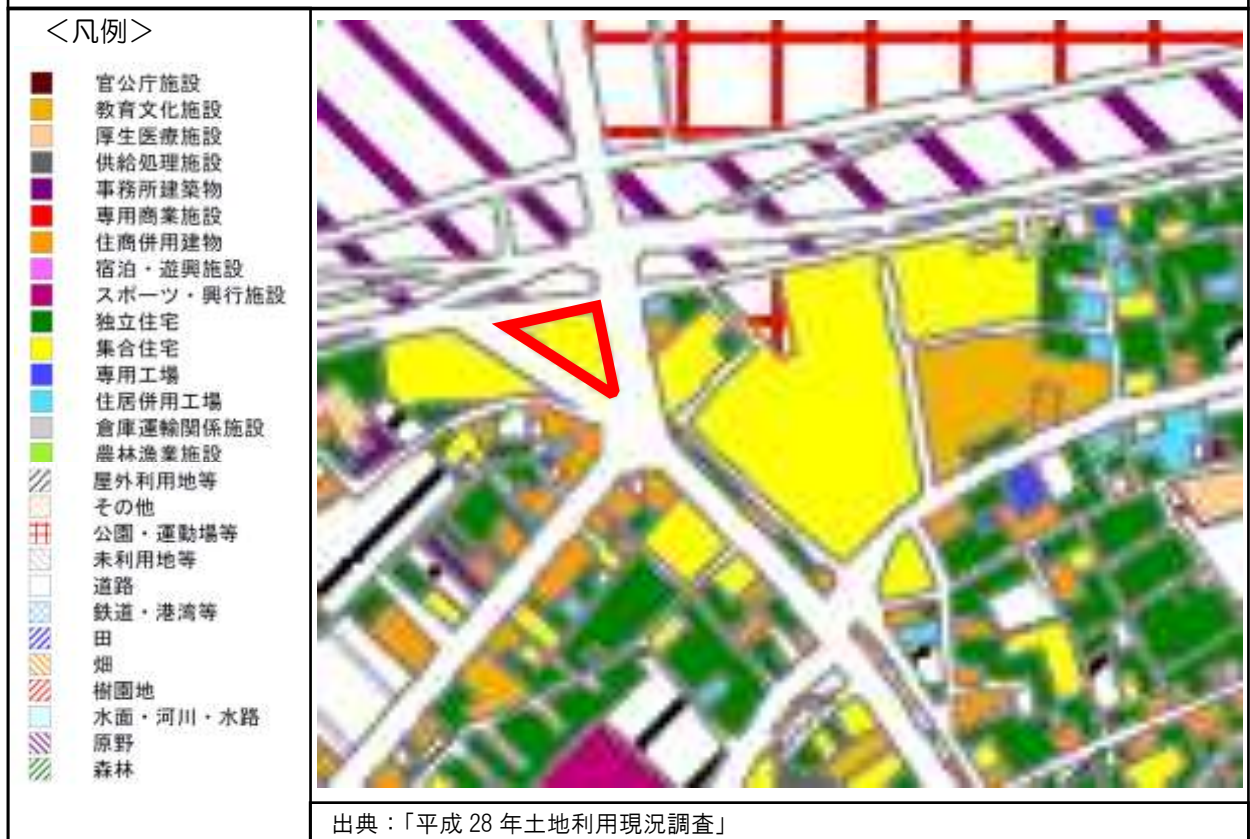 <凡例>
官公庁施設
教育文化施設
厚生医療施設
供給処理施設
事務所建築物
専用商業施設
住商併用建物
宿泊・遊興施設
スポーツ・興行施設
独立住宅
集合住宅
専用工場
住居併用工場
倉庫運輸関係施設
農林漁業施設
屋外利用地等
その他
公園・運動場等
未利用地等
道路
鉄道・港湾等
田
畑
樹園地
水面・河川・水路
原野
森林
出典:「平成 28 年土地利用現況調査」